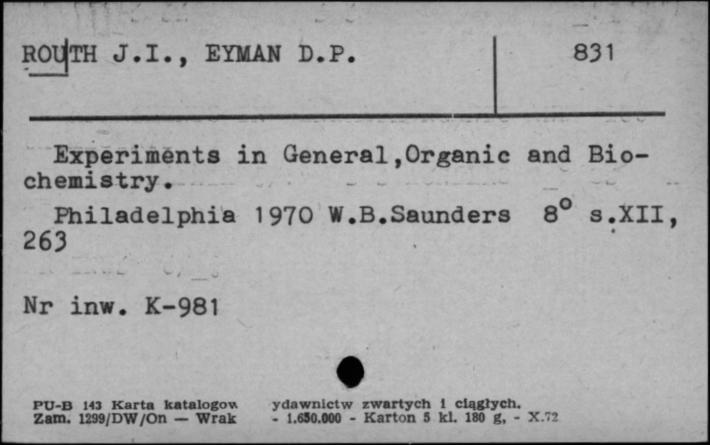 ROUTH J.I., EYMAN D.P. 831
Experiments in General,Organic and Bio-
chemistry.
Philadelphia 1970 W.B.Saunders 8° s.XII,
263
Nr inw. K-981
PU-B 143 Karta katalogow ydawnictw zwartych i ciągłych.
Zam. 1299/DW/On — Wrak - 1.650.000 - Karton 5 kl. 180 g, - X.72